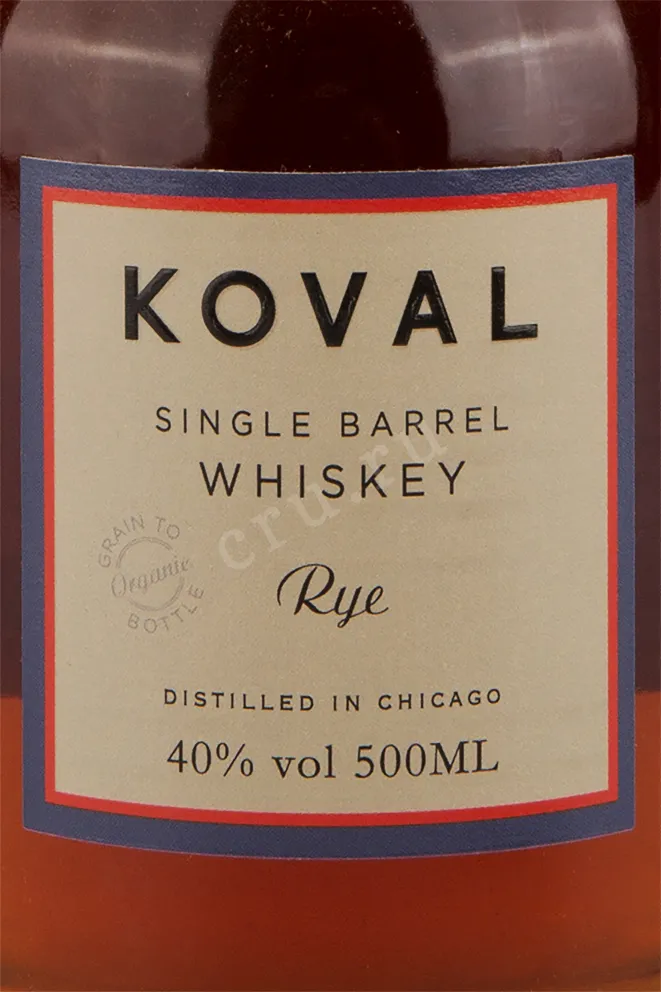 KOVAL
SINGLE BARREL
WHISKEY
cru.ru
GRAIN TO
Organic
BOTTLE
Rye
DISTILLED IN CHICAGO
40% vol 500ML